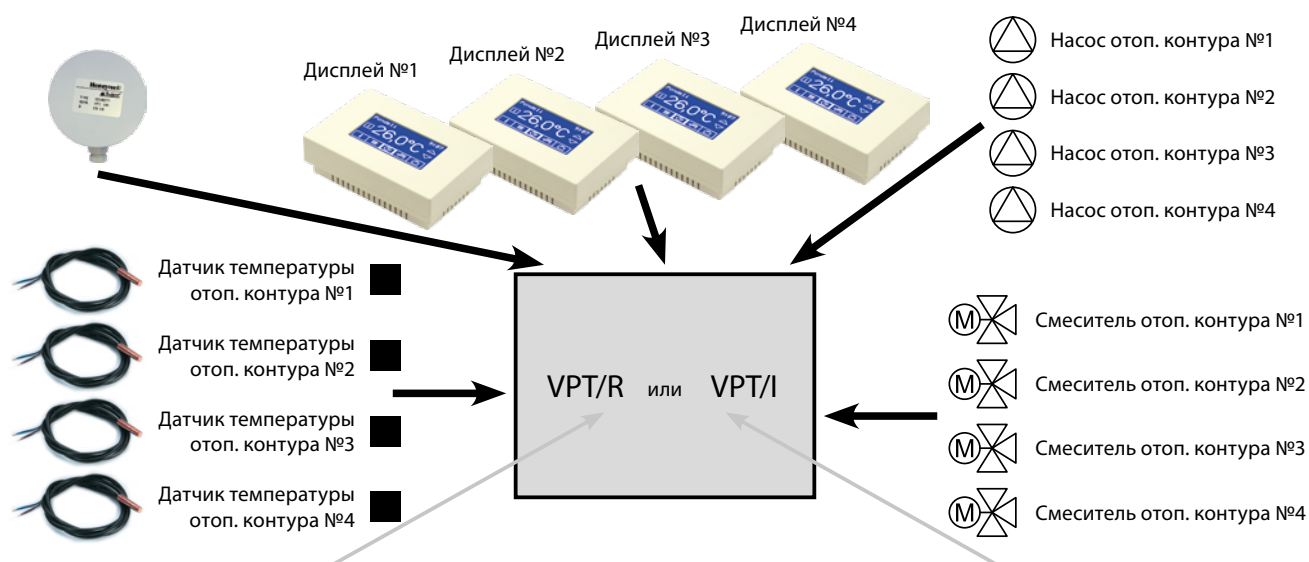 Дисплей №1
Дисплей №2
Дисплей №3
Дисплей №4
Honeywell
26.0°C
26.0°C
26.0°C
26.0°C
Насос отоп. контура №1
Насос отоп. контура №2
Насос отоп. контура №3
Насос отоп. контура №4
Датчик температуры
отоп. контура №1
Датчик температуры
отоп. контура №2
Датчик температуры
отоп. контура №3
Датчик температуры
отоп. контура №4
VPT/R или VPT/I
M Смеситель отоп. контура №1
M Смеситель отоп. контура №2
M Смеситель отоп. контура №3
M Смеситель отоп. контура №4